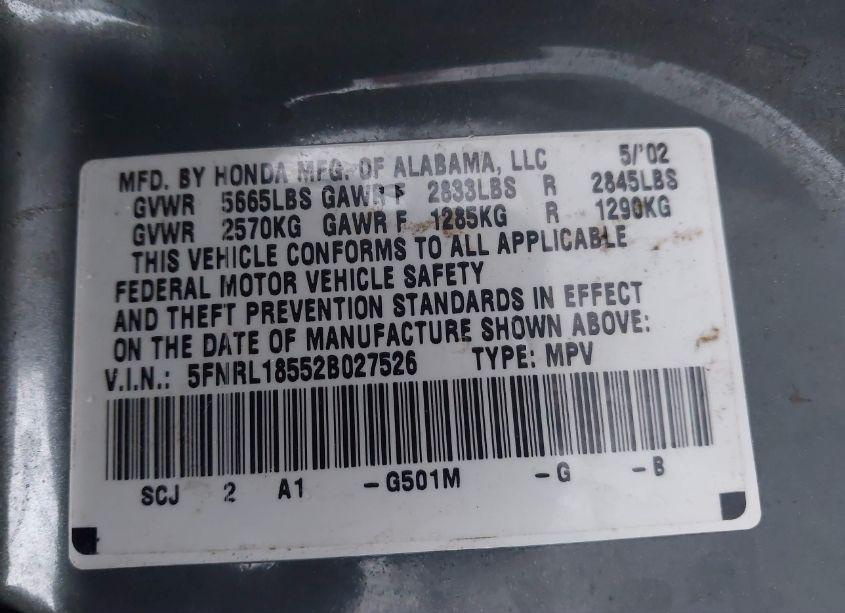 MFD. BY HONDA MFG. OF ALABAMA, LLC 5/'02
GVWR 5665LBS GAWR F 2833LBS R 2845LBS
GVWR 2570KG GAWR F 1285KG R 1290KG
THIS VEHICLE CONFORMS TO ALL APPLICABLE
FEDERAL MOTOR VEHICLE SAFETY
AND THEFT PREVENTION STANDARDS IN EFFECT
ON THE DATE OF MANUFACTURE SHOWN ABOVE:
V.I.N.: 5FNRL18552B027526 TYPE: MPV
SCJ 2 A1 -G501M -G -B